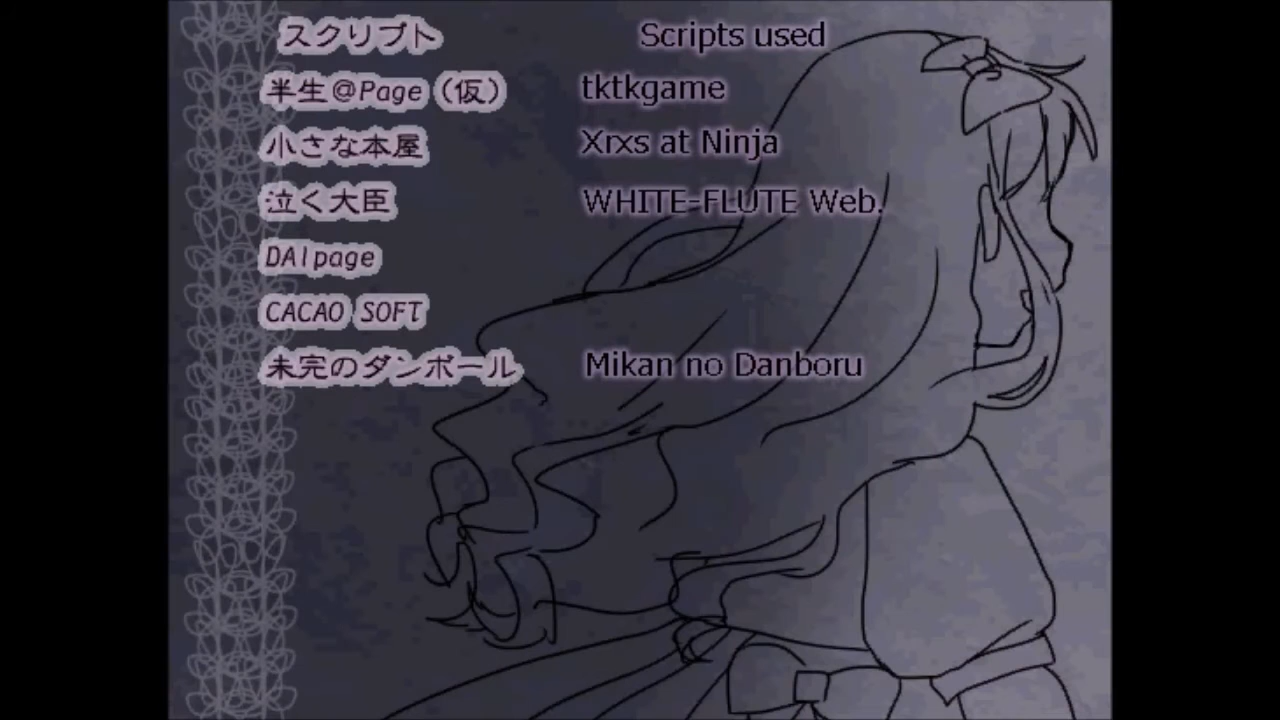 スクリプト Scripts used
半生@Page（仮） tktkgame
小さな本屋 Xrxs at Ninja
泣く大臣 WHITE-FLUTE Web.
DAIpage
CACAO SOFT
未完のダンボール Mikan no Danboru